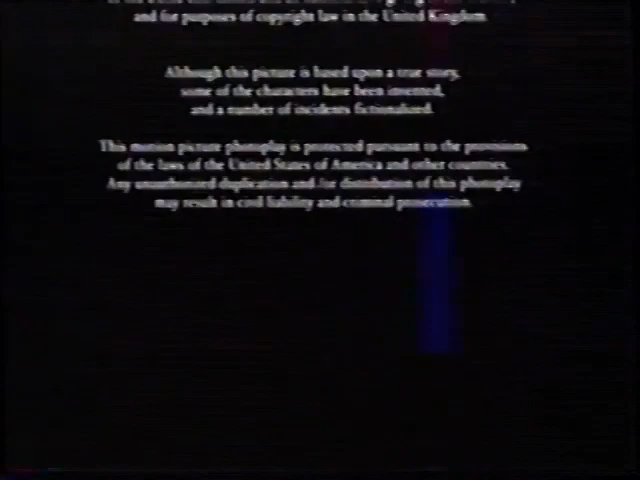 and for purposes of copyright law in the United Kingdom
Although this picture is based upon a true story,
some of the characters have been invented,
and a number of incidents fictionalized.
This motion picture photoplay is protected pursuant to the provisions
of the laws of the United States of America and other countries.
Any unauthorized duplication and/or distribution of this photoplay
may result in civil liability and criminal prosecution.